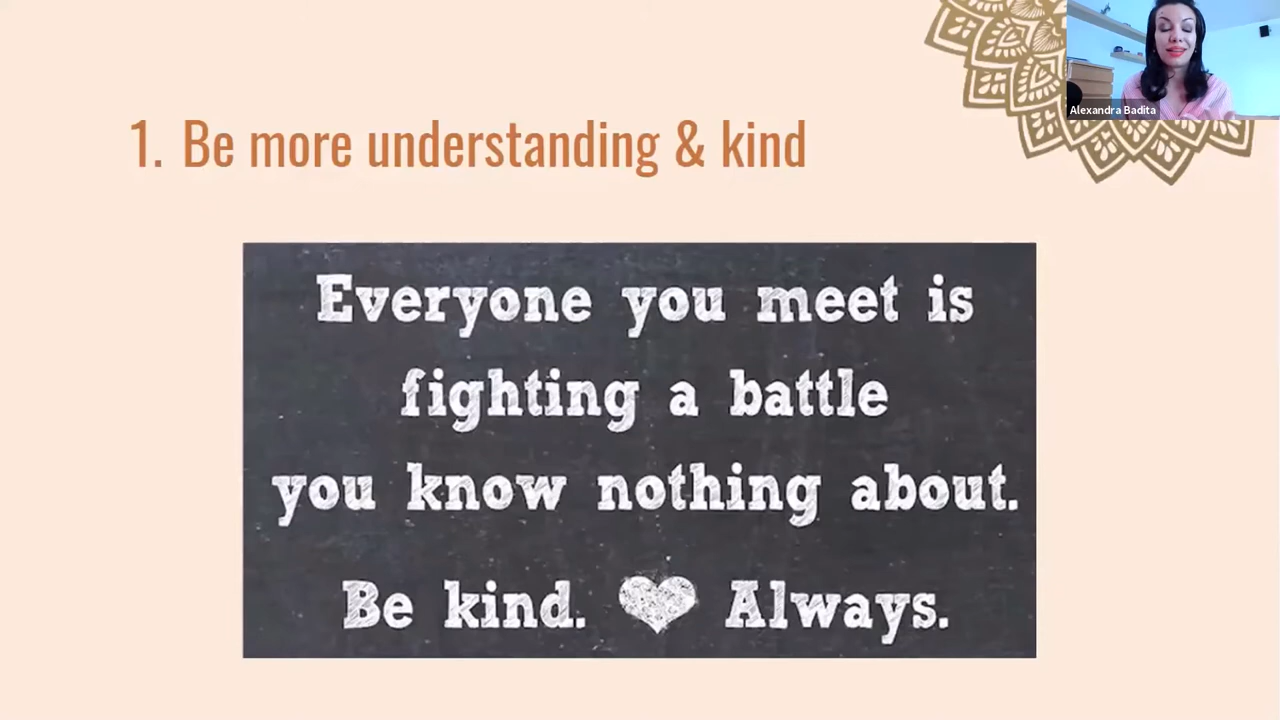 Alexandra Badita
1. Be more understanding & kind
Everyone you meet is
fighting a battle
you know nothing about.
Be kind. Always.